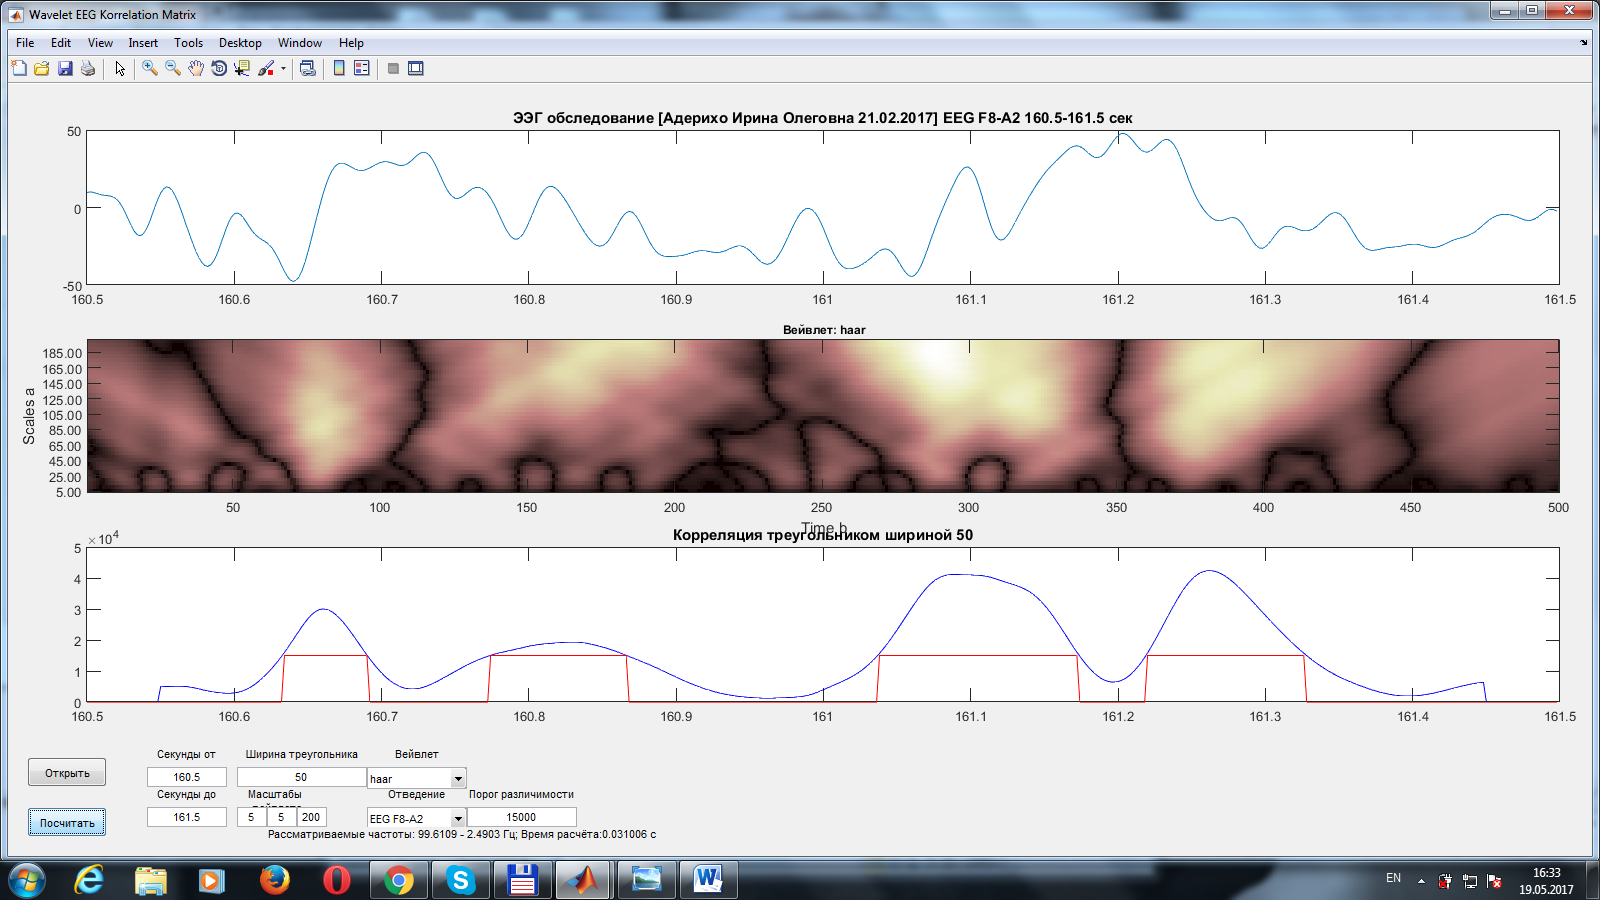 Wavelet EEG Korrelation Matrix
File Edit View Insert Tools Desktop Window Help
ЭЭГ обследование [Адерихо Ирина Олеговна 21.02.2017] EEG F8-A2 160.5-161.5 сек
50
0
-50
160.5 160.6 160.7 160.8 160.9 161 161.1 161.2 161.3 161.4 161.5
Вейвлет: haar
Scales a
185.00
165.00
145.00
125.00
105.00
85.00
65.00
45.00
25.00
5.00
50 100 150 200 250 300 350 400 450 500
Time b
Корреляция треугольником шириной 50
×10^4
5
4
3
2
1
0
160.5 160.6 160.7 160.8 160.9 161 161.1 161.2 161.3 161.4 161.5
Секунды от Ширина треугольника Вейвлет
Открыть 160.5 50 haar
Секунды до Масштабы Отведение Порог различимости
Посчитать 161.5 5 5 200 EEG F8-A2 15000
Рассматриваемые частоты: 99.6109 - 2.4903 Гц; Время расчёта:0.031006 с
EN 16:33
19.05.2017